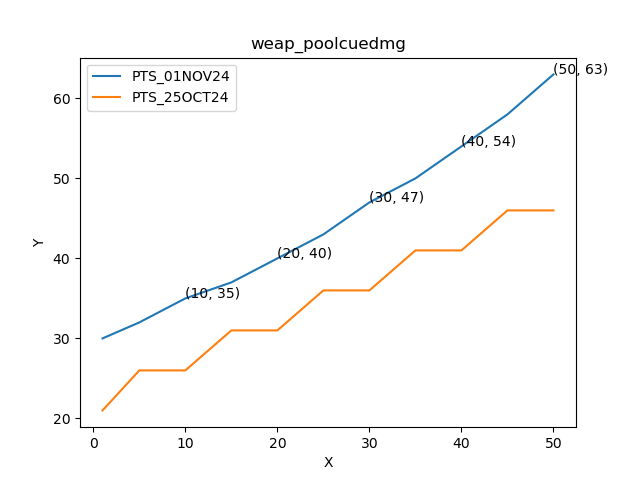 weap_poolcuedmg
PTS_01NOV24
PTS_25OCT24
(50, 63)
(40, 54)
(30, 47)
(20, 40)
(10, 35)
60
50
40
30
20
Y
0 10 20 30 40 50
X